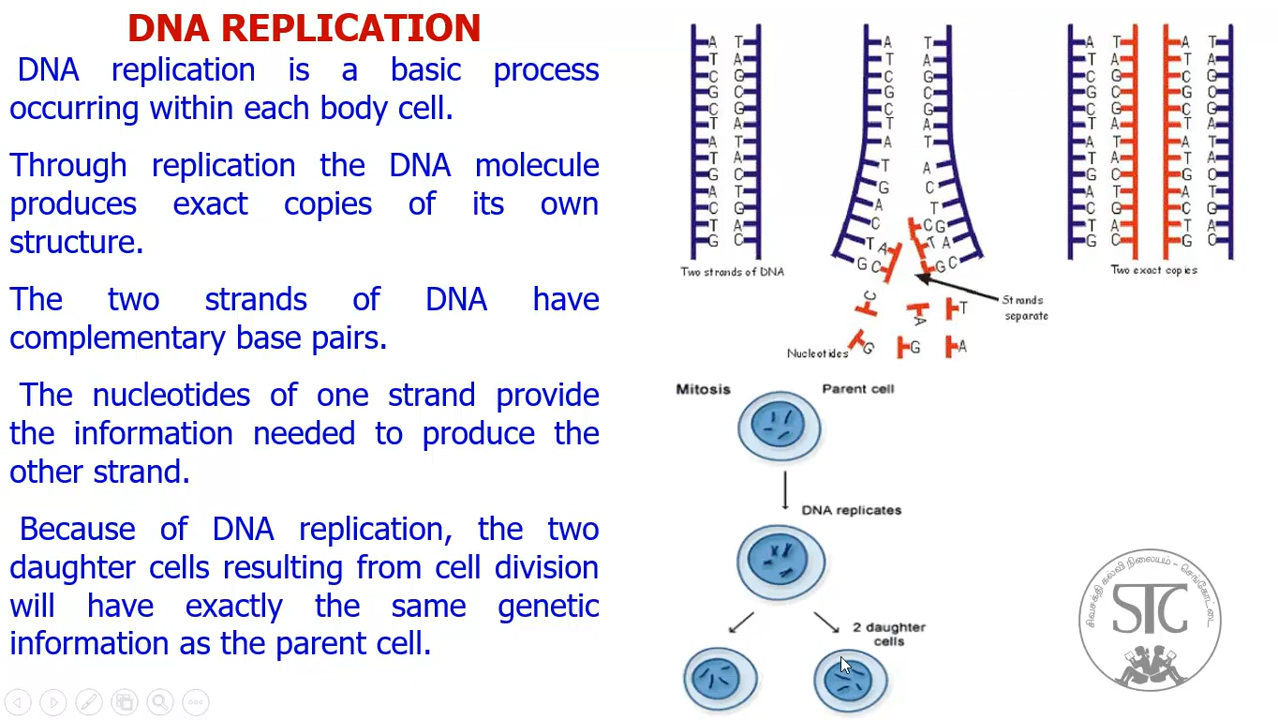 DNA REPLICATION
DNA replication is a basic process
occurring within each body cell.
Through replication the DNA molecule
produces exact copies of its own
structure.
The two strands of DNA have
complementary base pairs.
The nucleotides of one strand provide
the information needed to produce the
other strand.
Because of DNA replication, the two
daughter cells resulting from cell division
will have exactly the same genetic
information as the parent cell.
A T
T A
C G
G C
C G
T A
A T
T A
G C
A T
C G
T A
G C
Two strands of DNA
A T
T A
C G
G C
C G
T A
A T
T A
G C
A T
C C G
T A T A
G C G C
Strands
separate
C A T
Nucleotides G G A
A T A T
T A T A
C G C G
G C G C
C G C G
T A T A
A T A T
T A T A
G C G C
A T A T
C G C G
T A T A
G C G C
Two exact copies
Mitosis
Parent cell
DNA replicates
2 daughter
cells
சிவசக்தி கல்வி நிலையம் - செங்கோட்டை
STC